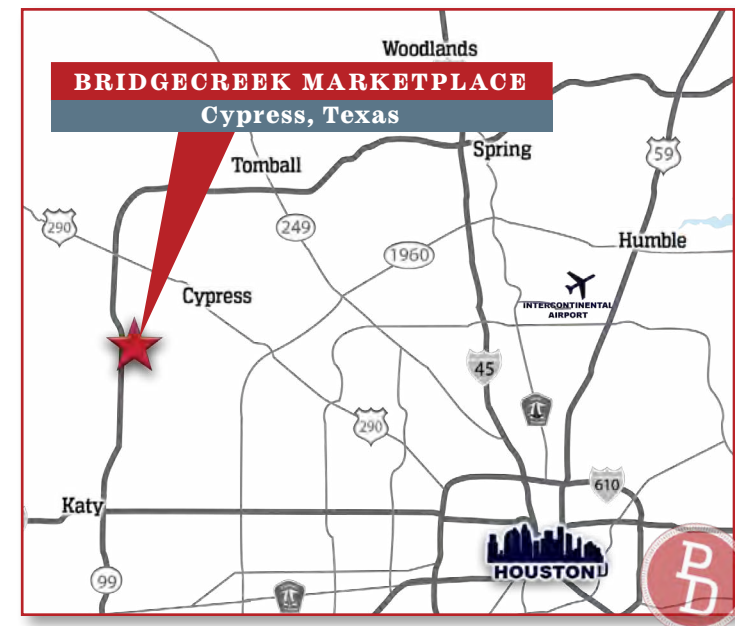 Woodlands
BRIDGECREEK MARKETPLACE
Cypress, Texas
Spring
59
Tomball
290
249
Humble
1960
Cypress
INTERCONTINENTAL
AIRPORT
45
290
610
Katy
HOUSTON
99
PD